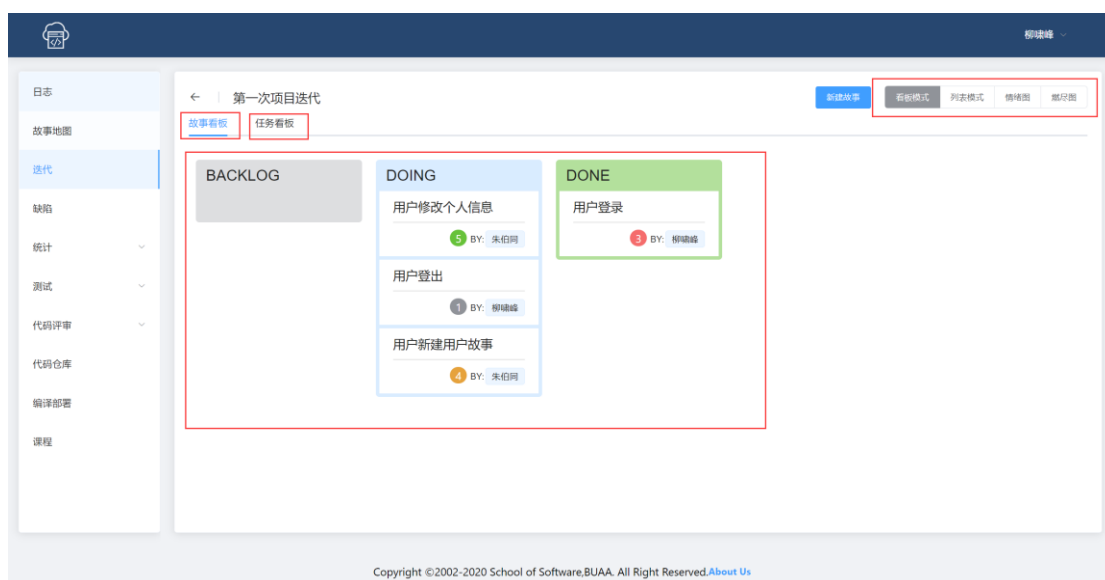 柳啸峰
日志
故事地图
迭代
缺陷
统计
测试
代码评审
代码仓库
编译部署
课程
← 第一次项目迭代
新建故事 看板模式 列表模式 情绪图 燃尽图
故事看板 任务看板
BACKLOG
DOING
用户修改个人信息
5 BY: 朱伯同
用户登出
1 BY: 柳啸峰
用户新建用户故事
4 BY: 朱伯同
DONE
用户登录
3 BY: 柳啸峰
Copyright ©2002-2020 School of Software,BUAA. All Right Reserved.About Us